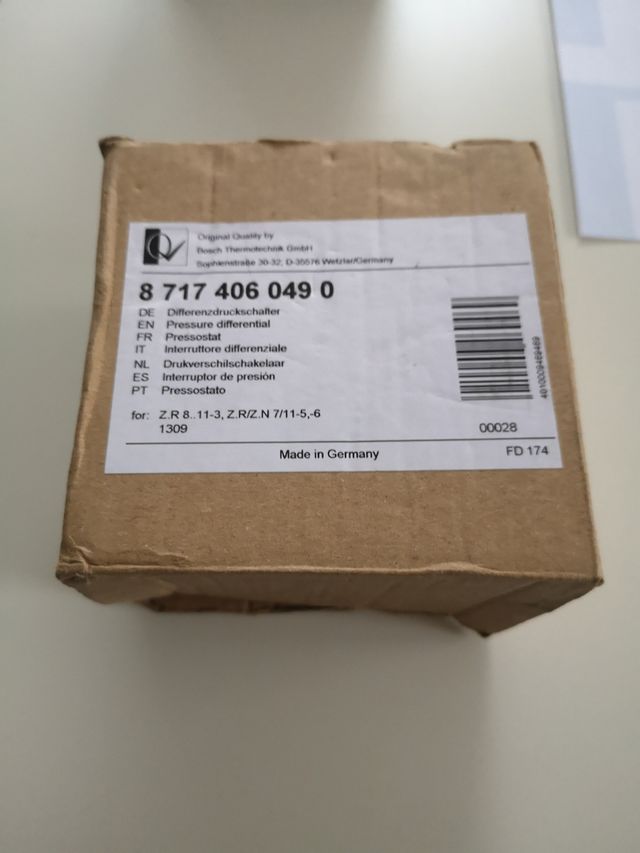 Original Quality by
Bosch Thermotechnik GmbH
Sophienstraße 30-32, D-35576 Wetzlar/Germany
8 717 406 049 0
DE Differenzdruckschalter
EN Pressure differential
FR Pressostat
IT Interruttore differenziale
NL Drukverschilschakelaar
ES Interruptor de presión
PT Pressostato
for: Z.R 8..11-3, Z.R/Z.N 7/11-5,-6
1309
00028
4010009469469
Made in Germany
FD 174